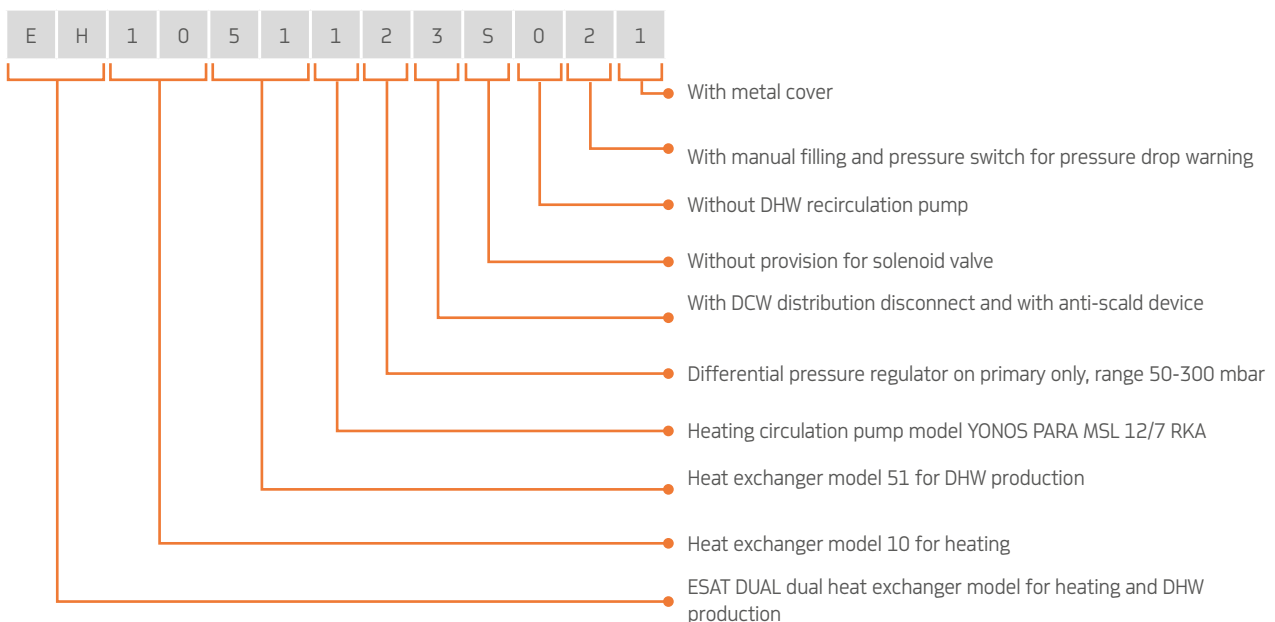 E H 1 0 5 1 1 2 3 S 0 2 1
With metal cover
With manual filling and pressure switch for pressure drop warning
Without DHW recirculation pump
Without provision for solenoid valve
With DCW distribution disconnect and with anti-scald device
Differential pressure regulator on primary only, range 50-300 mbar
Heating circulation pump model YONOS PARA MSL 12/7 RKA
Heat exchanger model 51 for DHW production
Heat exchanger model 10 for heating
ESAT DUAL dual heat exchanger model for heating and DHW
production